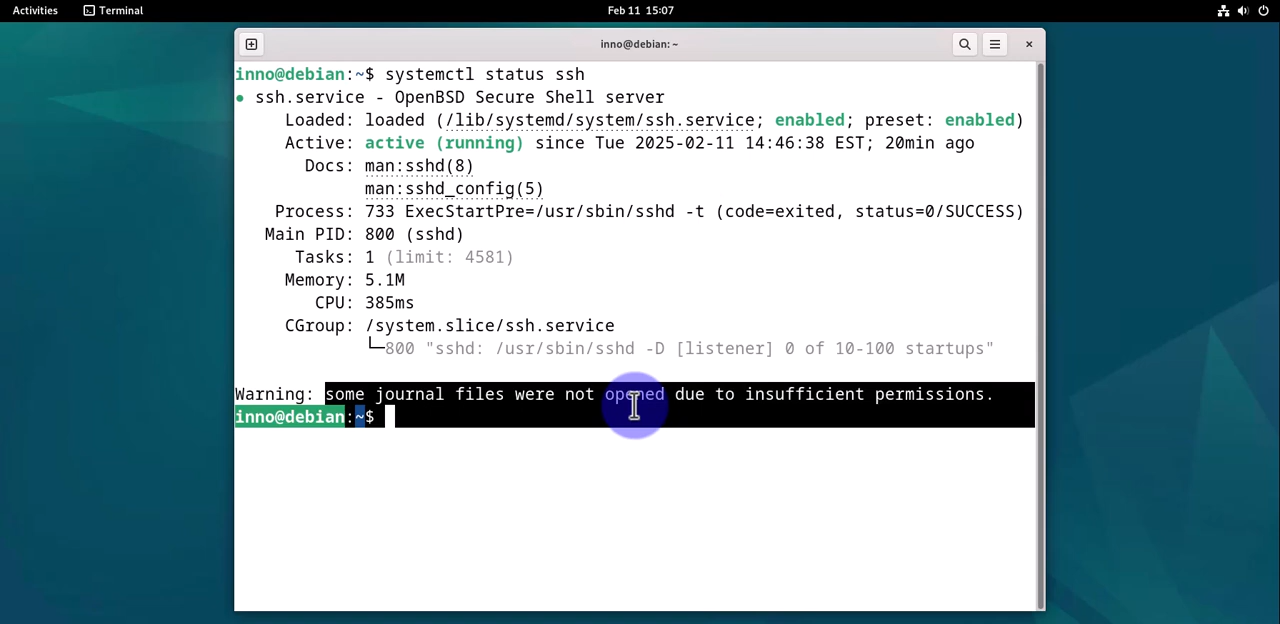 Activities Terminal Feb 11 15:07
inno@debian: ~
inno@debian:~$ systemctl status ssh
● ssh.service - OpenBSD Secure Shell server
Loaded: loaded (/lib/systemd/system/ssh.service; enabled; preset: enabled)
Active: active (running) since Tue 2025-02-11 14:46:38 EST; 20min ago
Docs: man:sshd(8)
man:sshd_config(5)
Process: 733 ExecStartPre=/usr/sbin/sshd -t (code=exited, status=0/SUCCESS)
Main PID: 800 (sshd)
Tasks: 1 (limit: 4581)
Memory: 5.1M
CPU: 385ms
CGroup: /system.slice/ssh.service
└─800 "sshd: /usr/sbin/sshd -D [listener] 0 of 10-100 startups"
Warning: some journal files were not opened due to insufficient permissions.
inno@debian:~$